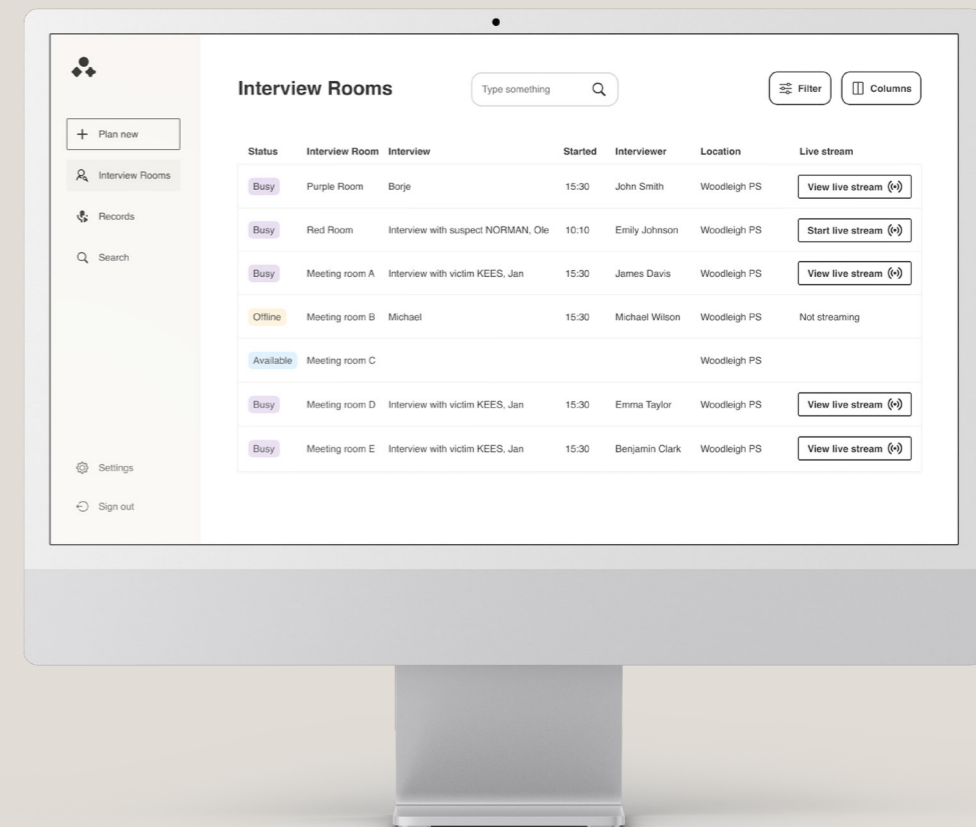 Interview Rooms
Type something
Filter
Columns
Plan new
Interview Rooms
Records
Search
Settings
Sign out
Status Interview Room Interview Started Interviewer Location Live stream
Busy Purple Room Borje 15:30 John Smith Woodleigh PS View live stream
Busy Red Room Interview with suspect NORMAN, Ole 10:10 Emily Johnson Woodleigh PS Start live stream
Busy Meeting room A Interview with victim KEES, Jan 15:30 James Davis Woodleigh PS View live stream
Offline Meeting room B Michael 15:30 Michael Wilson Woodleigh PS Not streaming
Available Meeting room C Woodleigh PS
Busy Meeting room D Interview with victim KEES, Jan 15:30 Emma Taylor Woodleigh PS View live stream
Busy Meeting room E Interview with victim KEES, Jan 15:30 Benjamin Clark Woodleigh PS View live stream